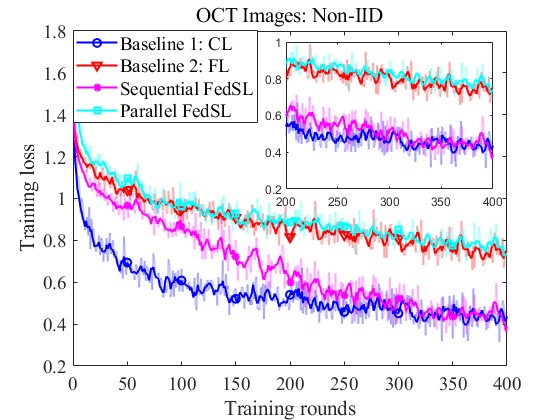 OCT Images: Non-IID
Baseline 1: CL
Baseline 2: FL
Sequential FedSL
Parallel FedSL
1.8
1.6
1.4
1.2
1
0.8
0.6
0.4
0.2
0 50 100 150 200 250 300 350 400
1
0.8
0.6
0.4
0.2
200 250 300 350 400
Training loss
Training rounds